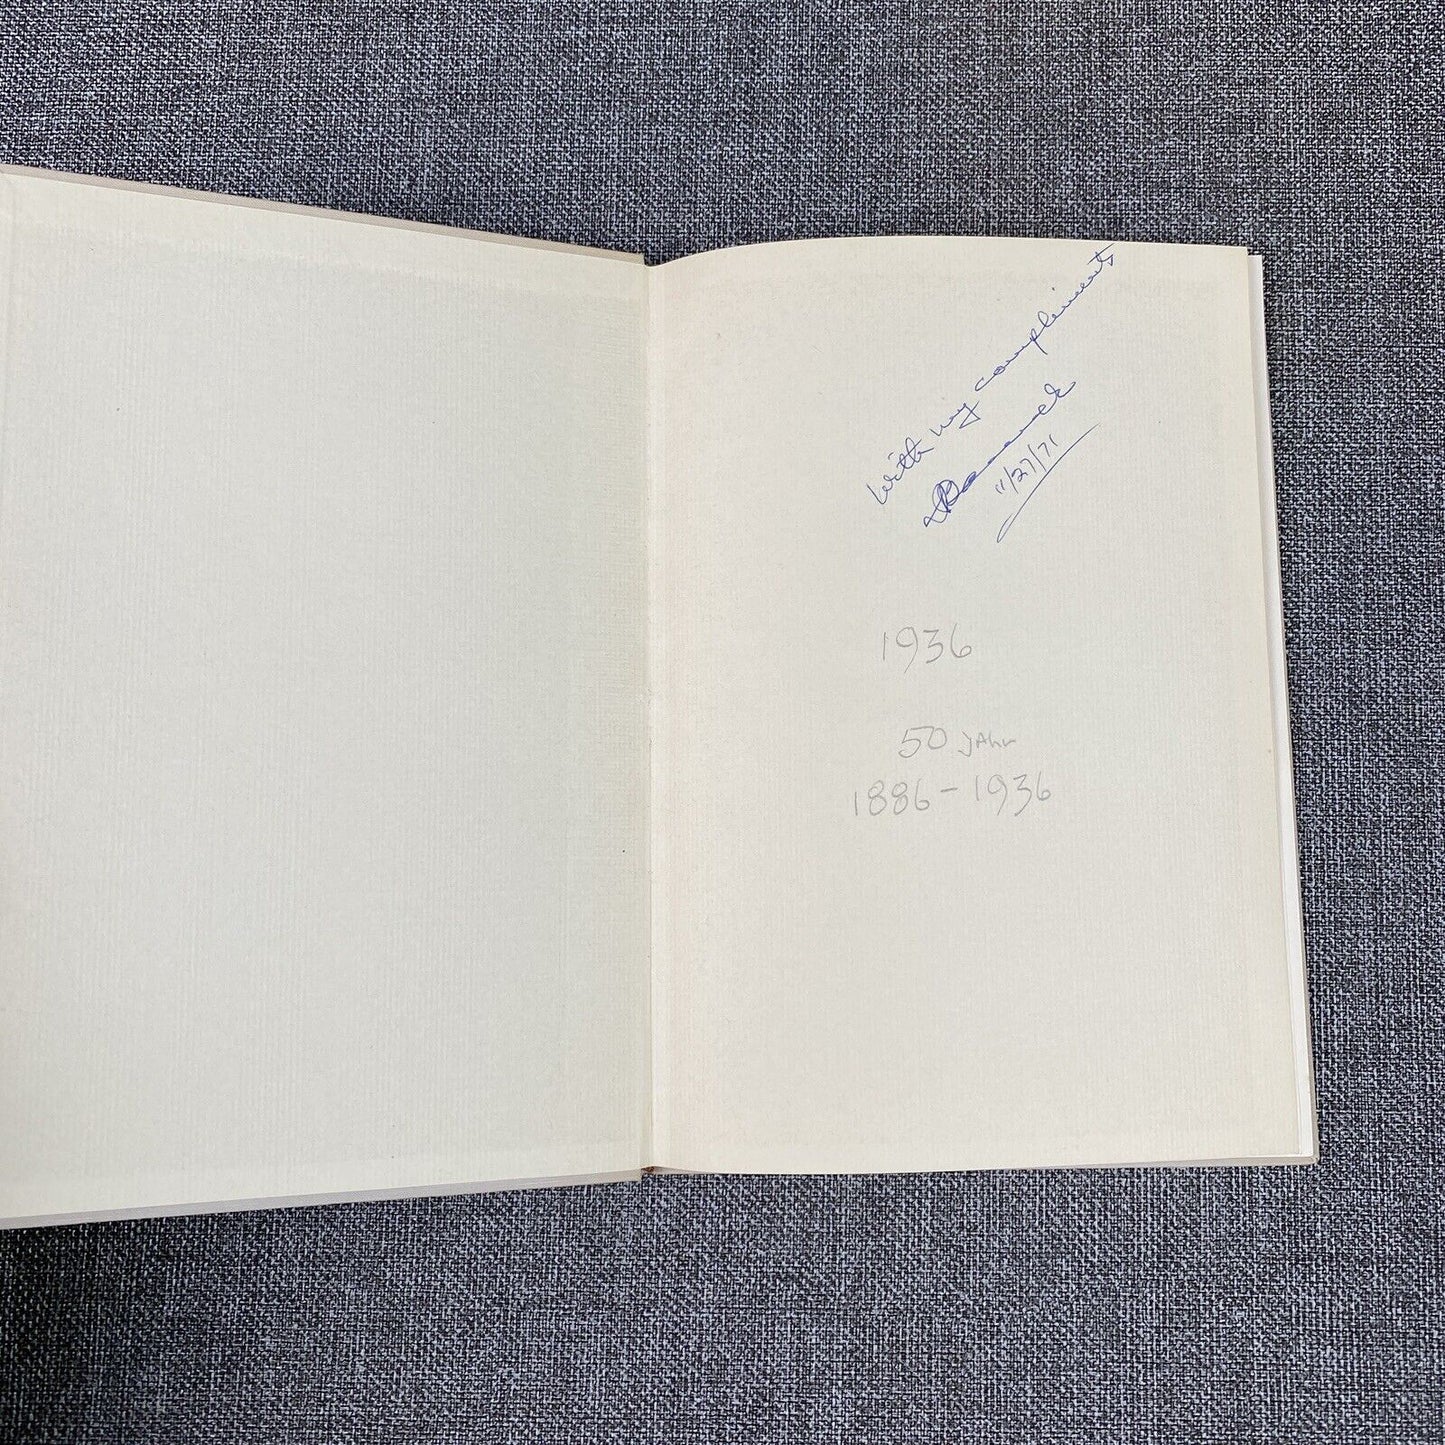 With my compliments
11/27/71
1936
50 JAhr
1886-1936